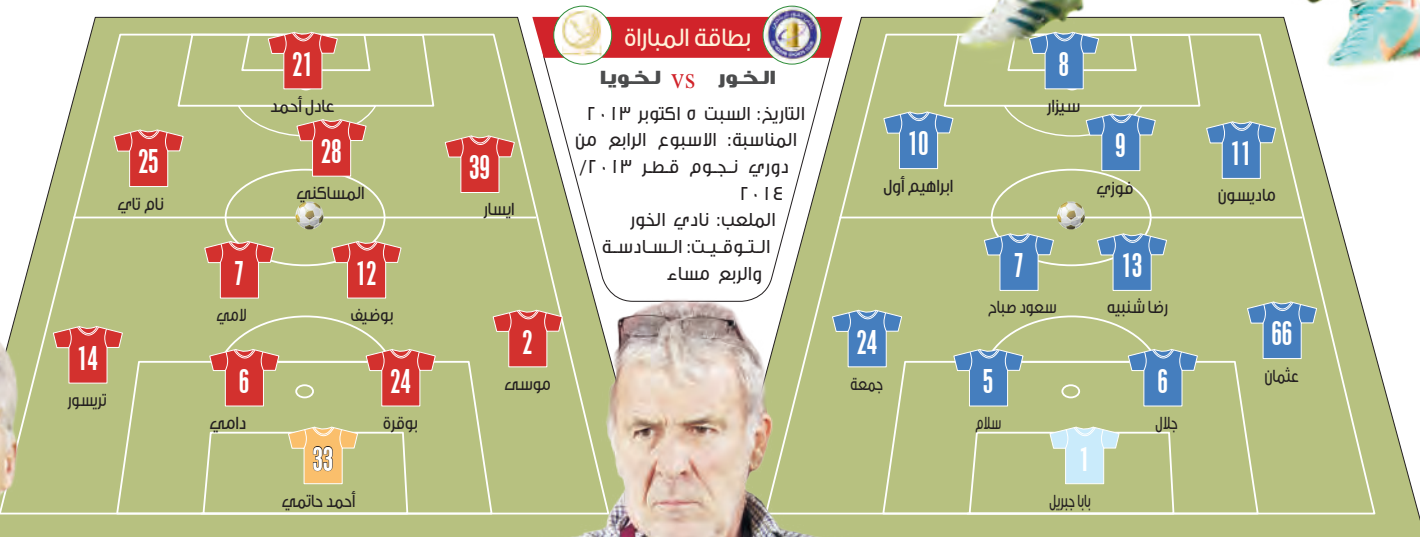 بطاقة المباراة
الخور vs لخويا
التاريخ: السبت ٥ اكتوبر ٢٠١٣
المناسبة: الاسبوع الرابع من
دوري نجوم قطر ٢٠١٣/
٢٠١٤
الملعب: نادي الخور
التوقيت: السادسة
والربع مساء
8
سيزار
11
ماديسون
9
فوزي
10
ابراهيم أول
13
رضا شنبيه
7
سعود صباح
66
عثمان
6
جلال
5
سلام
24
جمعة
1
بابا جبريل
21
عادل أحمد
39
ايسار
28
المساكني
25
نام تاي
12
بوضيف
7
لامي
2
موسى
24
بوقرة
6
دامي
14
تريسور
33
أحمد حاتمي